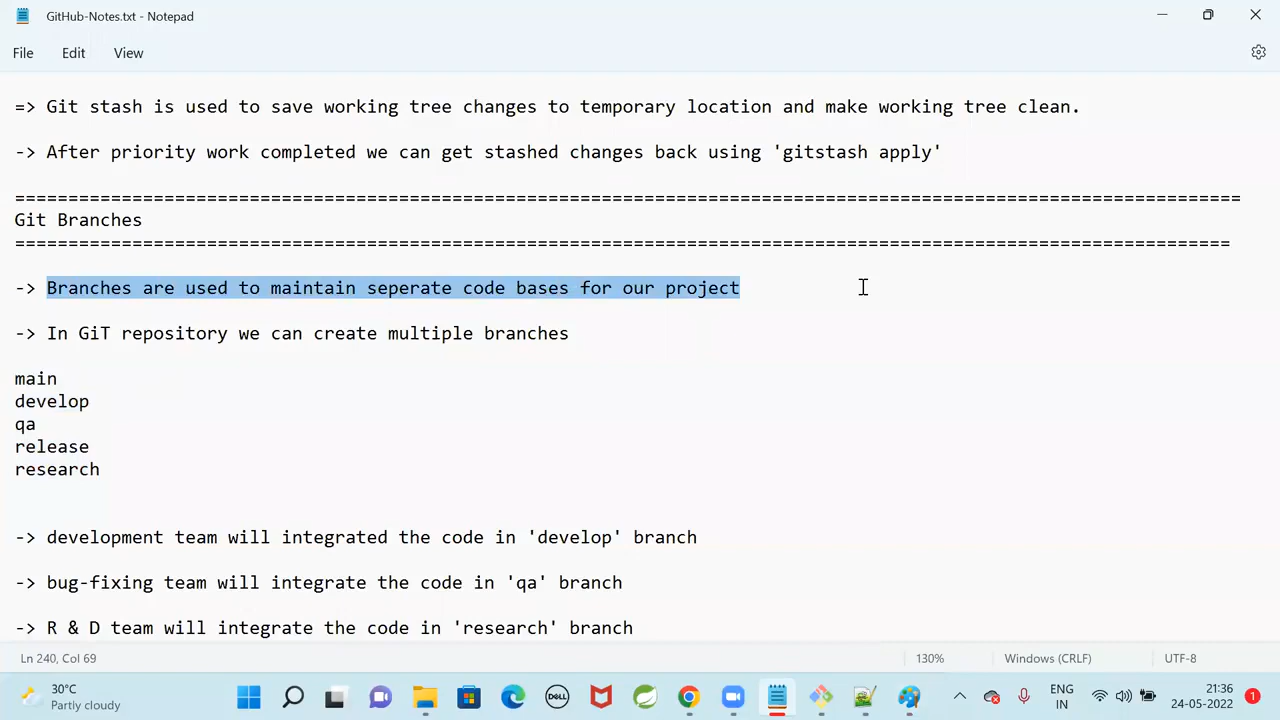 GitHub-Notes.txt - Notepad
File Edit View
=> Git stash is used to save working tree changes to temporary location and make working tree clean.
-> After priority work completed we can get stashed changes back using 'gitstash apply'
===================================================================================================================
Git Branches
==================================================================================================================
-> Branches are used to maintain seperate code bases for our project
-> In GiT repository we can create multiple branches
main
develop
qa
release
research
-> development team will integrated the code in 'develop' branch
-> bug-fixing team will integrate the code in 'qa' branch
-> R & D team will integrate the code in 'research' branch
Ln 240, Col 69 130% Windows (CRLF) UTF-8
30°C
Partly cloudy
DELL
ENG
IN
21:36
24-05-2022
1